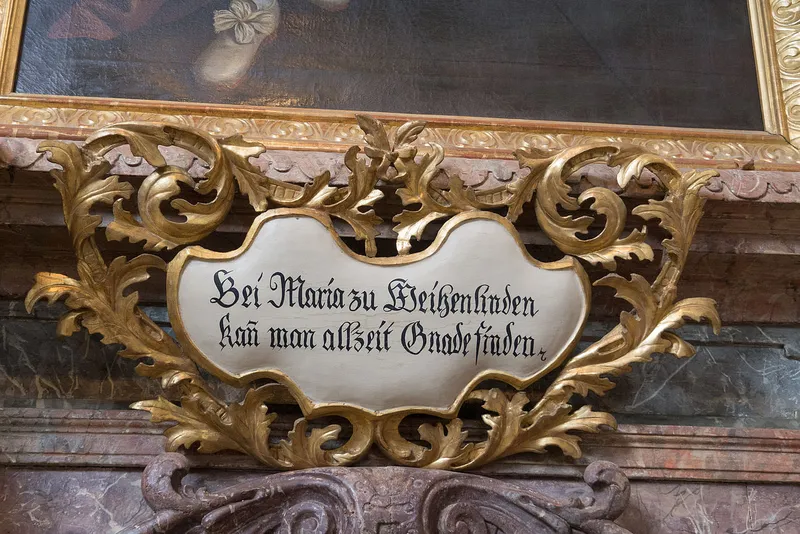 Bei Maria zu Weihenlinden
kañ man allzeit Gnade finden.